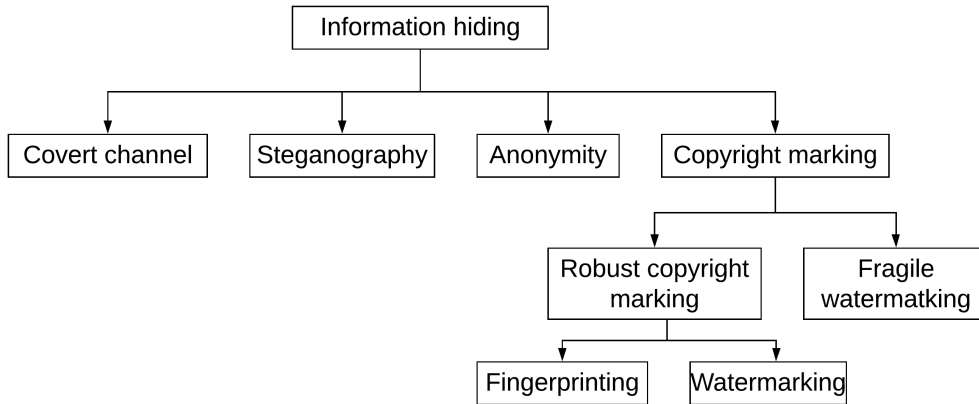 Information hiding
Covert channel
Steganography
Anonymity
Copyright marking
Robust copyright
marking
Fragile
watermatking
Fingerprinting
Watermarking